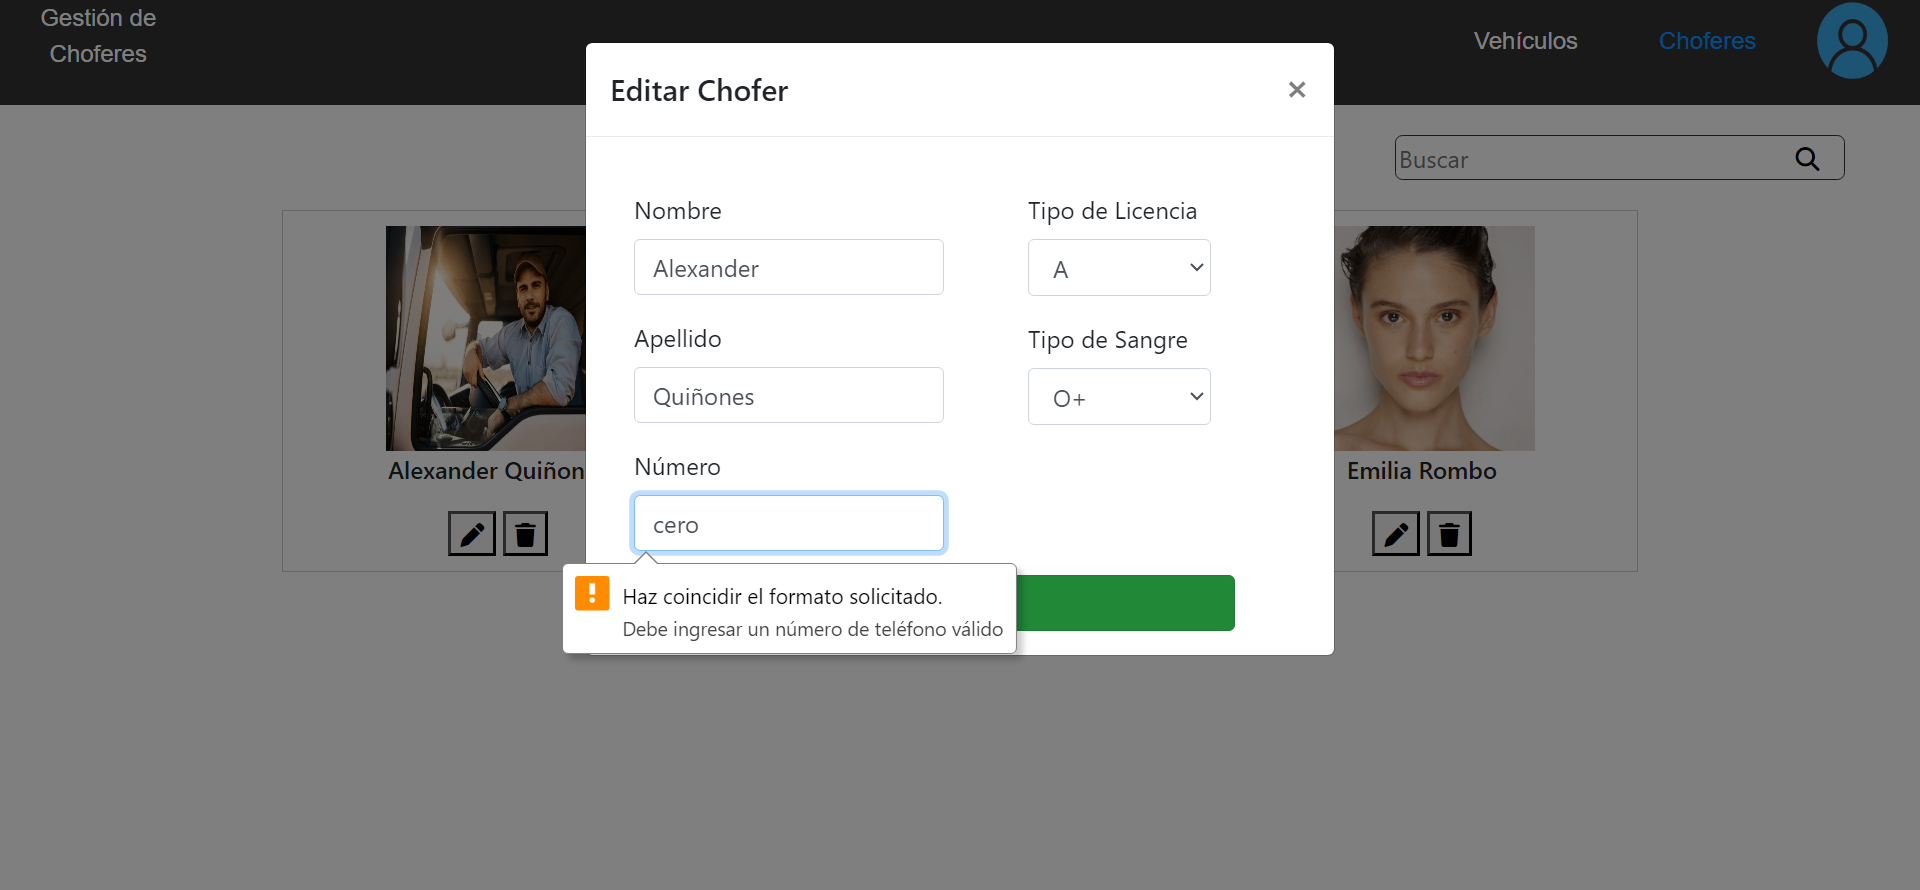 Gestión de
Choferes
Vehículos
Choferes
Editar Chofer
×
Buscar
Nombre
Tipo de Licencia
Alexander
A
Apellido
Tipo de Sangre
Quiñones
O+
Número
cero
Alexander Quiñon
Emilia Rombo
Haz coincidir el formato solicitado.
Debe ingresar un número de teléfono válido